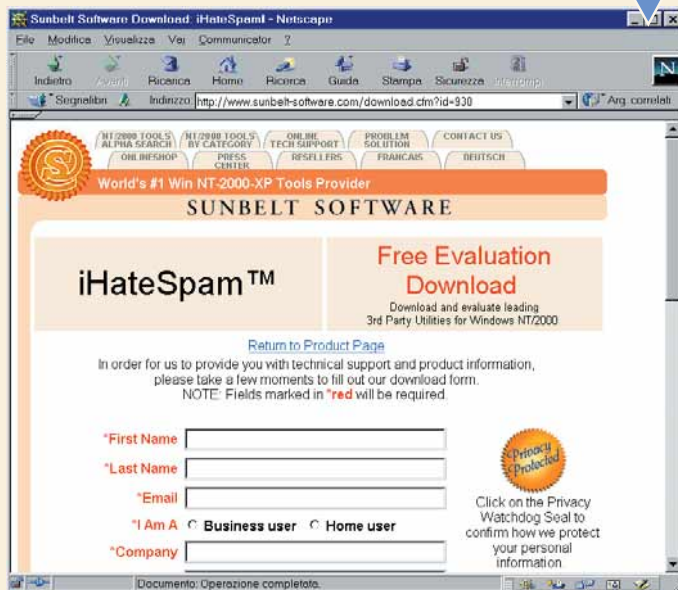 Sunbelt Software Download: iHateSpam! - Netscape
File Modifica Visualizza Vai Communicator ?
Indietro Avanti Ricarica Home Ricerca Guida Stampa Sicurezza Interrompi
N
Segnalibri Indirizzo http://www.sunbelt-software.com/download.cfm?id=930 Arg. correlati
NT/2000 TOOLS ALPHA SEARCH
NT/2000 TOOLS BY CATEGORY
ONLINE TECH SUPPORT
PROBLEM SOLUTION
CONTACT US
ONLINESHOP
PRESS CENTER
RESELLERS
FRANCAIS
DEUTSCH
S
World's #1 Win NT-2000-XP Tools Provider
SUNBELT SOFTWARE
iHateSpam™
Free Evaluation
Download
Download and evaluate leading
3rd Party Utilities for Windows NT/2000
Return to Product Page
In order for us to provide you with technical support and product information,
please take a few moments to fill out our download form.
NOTE: Fields marked in *red will be required.
*First Name
*Last Name
*Email
*I Am A Business user Home user
*Company
Privacy
Protected
Click on the Privacy
Watchdog Seal to
confirm how we protect
your personal
information
Documento: Operazione completata.